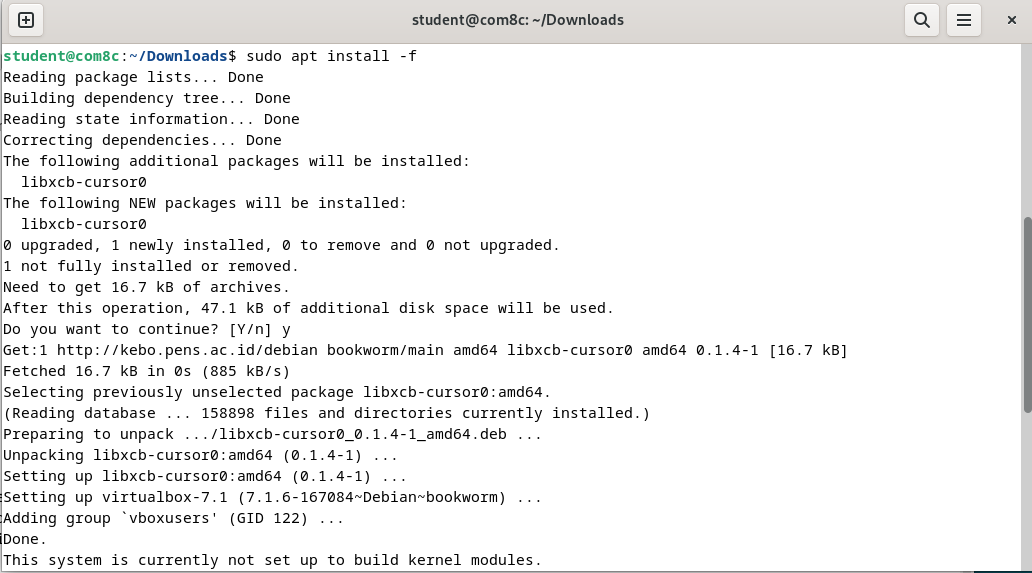 student@com8c: ~/Downloads
student@com8c:~/Downloads$ sudo apt install -f
Reading package lists... Done
Building dependency tree... Done
Reading state information... Done
Correcting dependencies... Done
The following additional packages will be installed:
  libxcb-cursor0
The following NEW packages will be installed:
  libxcb-cursor0
0 upgraded, 1 newly installed, 0 to remove and 0 not upgraded.
1 not fully installed or removed.
Need to get 16.7 kB of archives.
After this operation, 47.1 kB of additional disk space will be used.
Do you want to continue? [Y/n] y
Get:1 http://kebo.pens.ac.id/debian bookworm/main amd64 libxcb-cursor0 amd64 0.1.4-1 [16.7 kB]
Fetched 16.7 kB in 0s (885 kB/s)
Selecting previously unselected package libxcb-cursor0:amd64.
(Reading database ... 158898 files and directories currently installed.)
Preparing to unpack .../libxcb-cursor0_0.1.4-1_amd64.deb ...
Unpacking libxcb-cursor0:amd64 (0.1.4-1) ...
Setting up libxcb-cursor0:amd64 (0.1.4-1) ...
Setting up virtualbox-7.1 (7.1.6-167084~Debian~bookworm) ...
Adding group `vboxusers' (GID 122) ...
Done.
This system is currently not set up to build kernel modules.